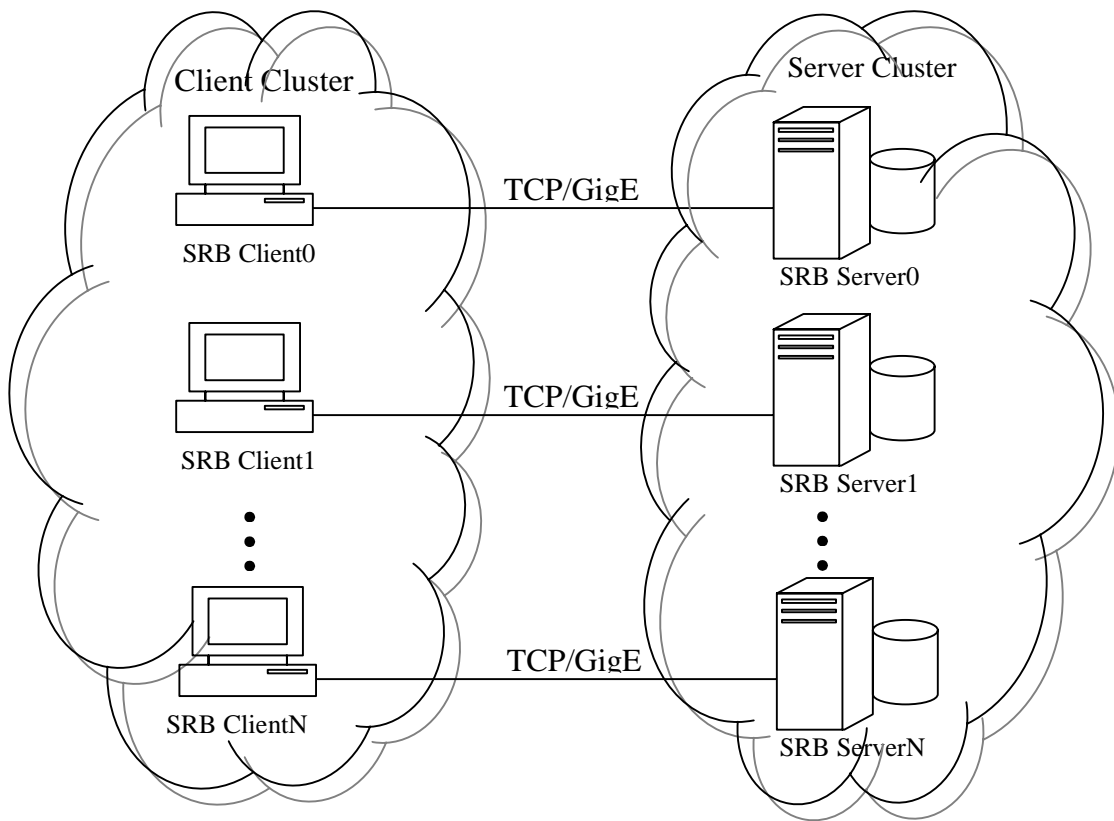 Client Cluster
Server Cluster
TCP/GigE
SRB Client0
SRB Server0
TCP/GigE
SRB Client1
SRB Server1
TCP/GigE
SRB ClientN
SRB ServerN